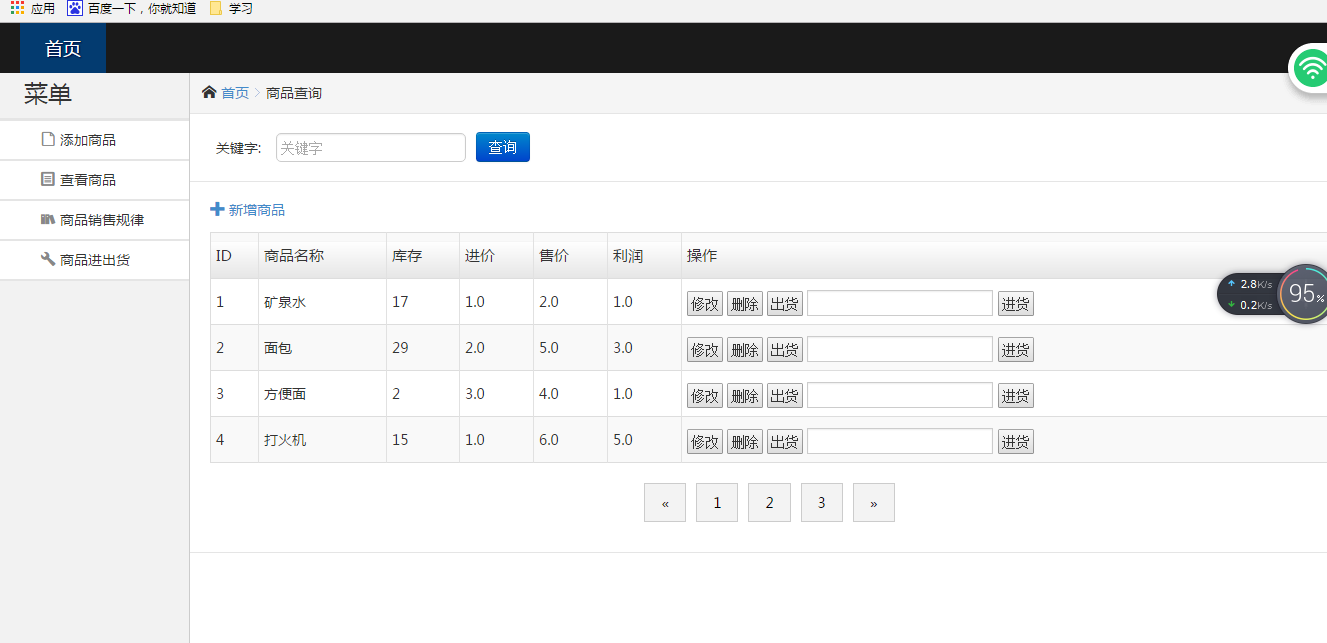 应用 百度一下，你就知道 学习
首页
菜单
首页 > 商品查询
添加商品
查看商品
商品销售规律
商品进出货
关键字: 关键字 查询
新增商品
ID 商品名称 库存 进价 售价 利润 操作
1 矿泉水 17 1.0 2.0 1.0 修改 删除 出货 进货
2 面包 29 2.0 5.0 3.0 修改 删除 出货 进货
3 方便面 2 3.0 4.0 1.0 修改 删除 出货 进货
4 打火机 15 1.0 6.0 5.0 修改 删除 出货 进货
« 1 2 3 »
2.8K/s
0.2K/s
95%